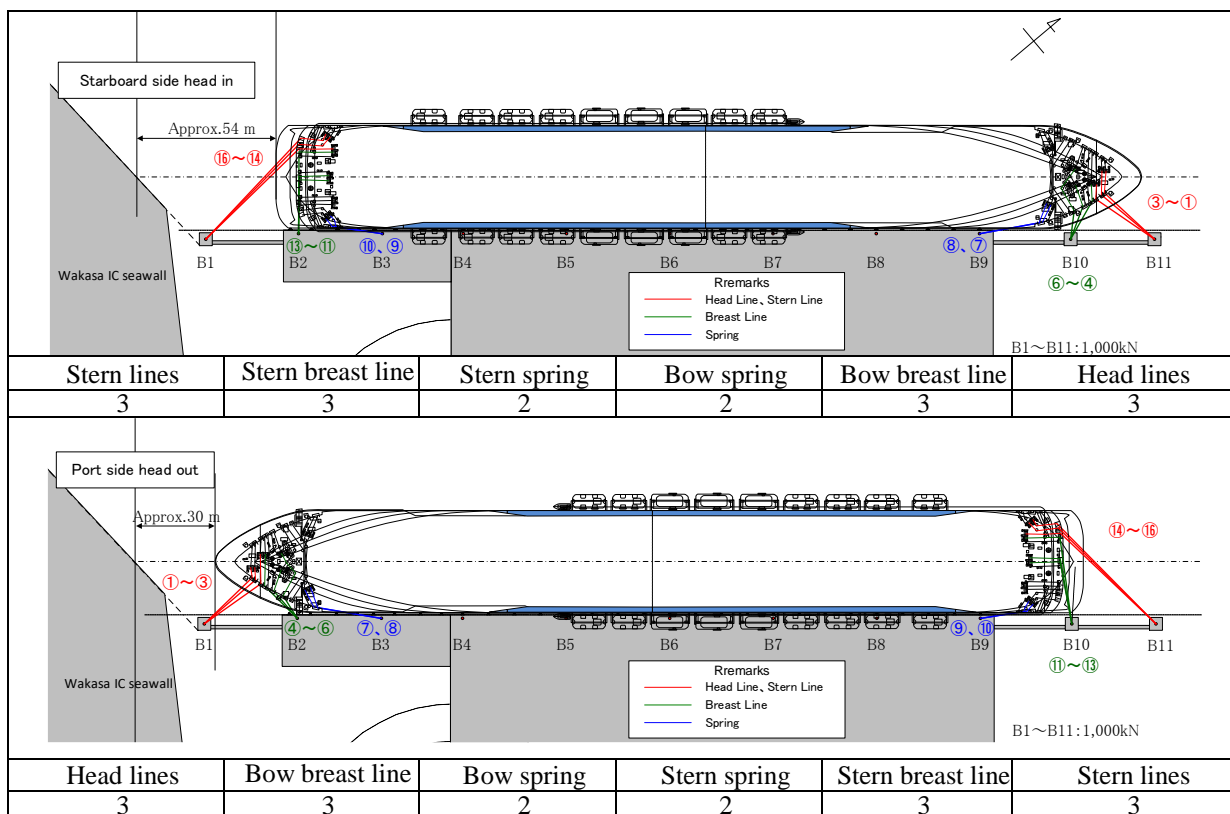 Starboard side head in
Approx.54 m
⑯～⑭
③～①
⑬～⑪
⑩、⑨
⑧、⑦
B1
B2
B3
B4
B5
B6
B7
B8
B9
B10
B11
⑥～④
Wakasa IC seawall
Rremarks
Head Line、Stern Line
Breast Line
Spring
B1～B11:1,000kN
Stern lines Stern breast line Stern spring Bow spring Bow breast line Head lines
3 3 2 2 3 3
Port side head out
Approx.30 m
①～③
⑭～⑯
④～⑥
⑦、⑧
⑨、⑩
B1
B2
B3
B4
B5
B6
B7
B8
B9
B10
B11
⑪～⑬
Wakasa IC seawall
Rremarks
Head Line、Stern Line
Breast Line
Spring
B1～B11:1,000kN
Head lines Bow breast line Bow spring Stern spring Stern breast line Stern lines
3 3 2 2 3 3